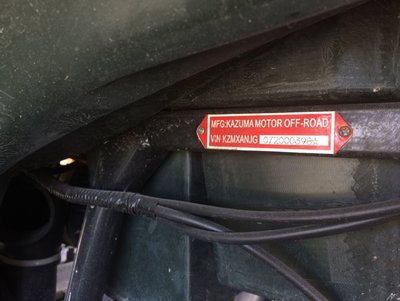 MFG:KAZUMA MOTOR OFF-ROAD
VIN KZMXANJG